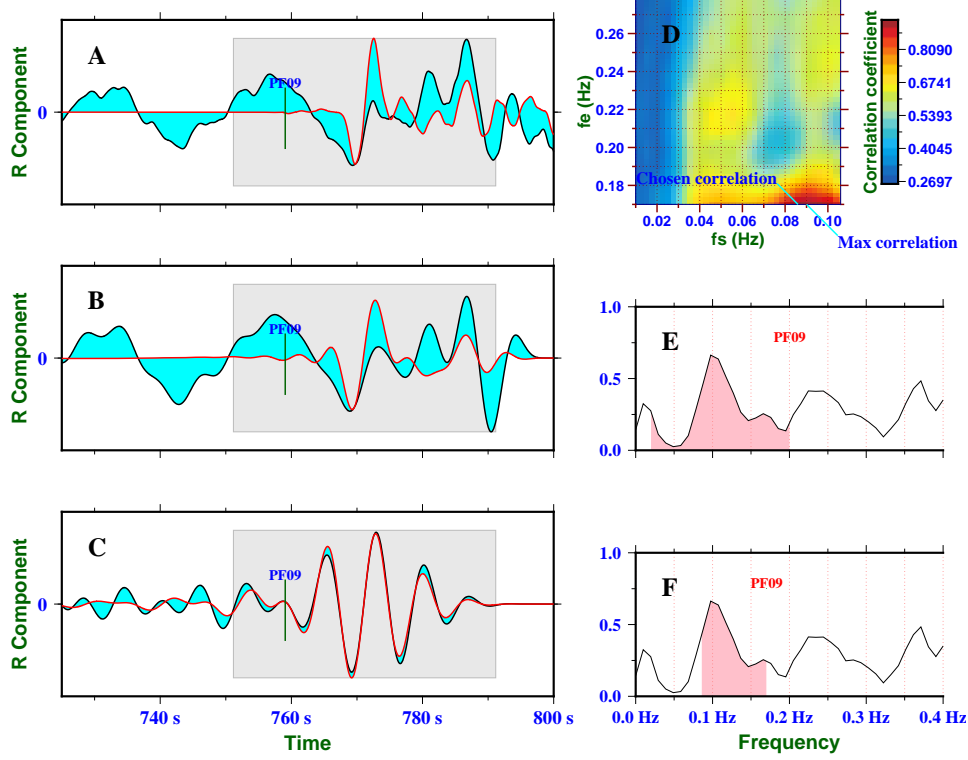 A
PF09
0
R Component
B
PF09
0
R Component
C
PF09
0
R Component
740 s
760 s
780 s
800 s
Time
D
0.26
0.24
0.22
0.20
0.18
fe (Hz)
Chosen correlation
0.02
0.04
0.06
0.08
0.10
fs (Hz)
Max correlation
Correlation coefficient
0.8090
0.6741
0.5393
0.4045
0.2697
E
PF09
1.0
0.5
0.0
F
PF09
1.0
0.5
0.0
0.0 Hz
0.1 Hz
0.2 Hz
0.3 Hz
0.4 Hz
Frequency